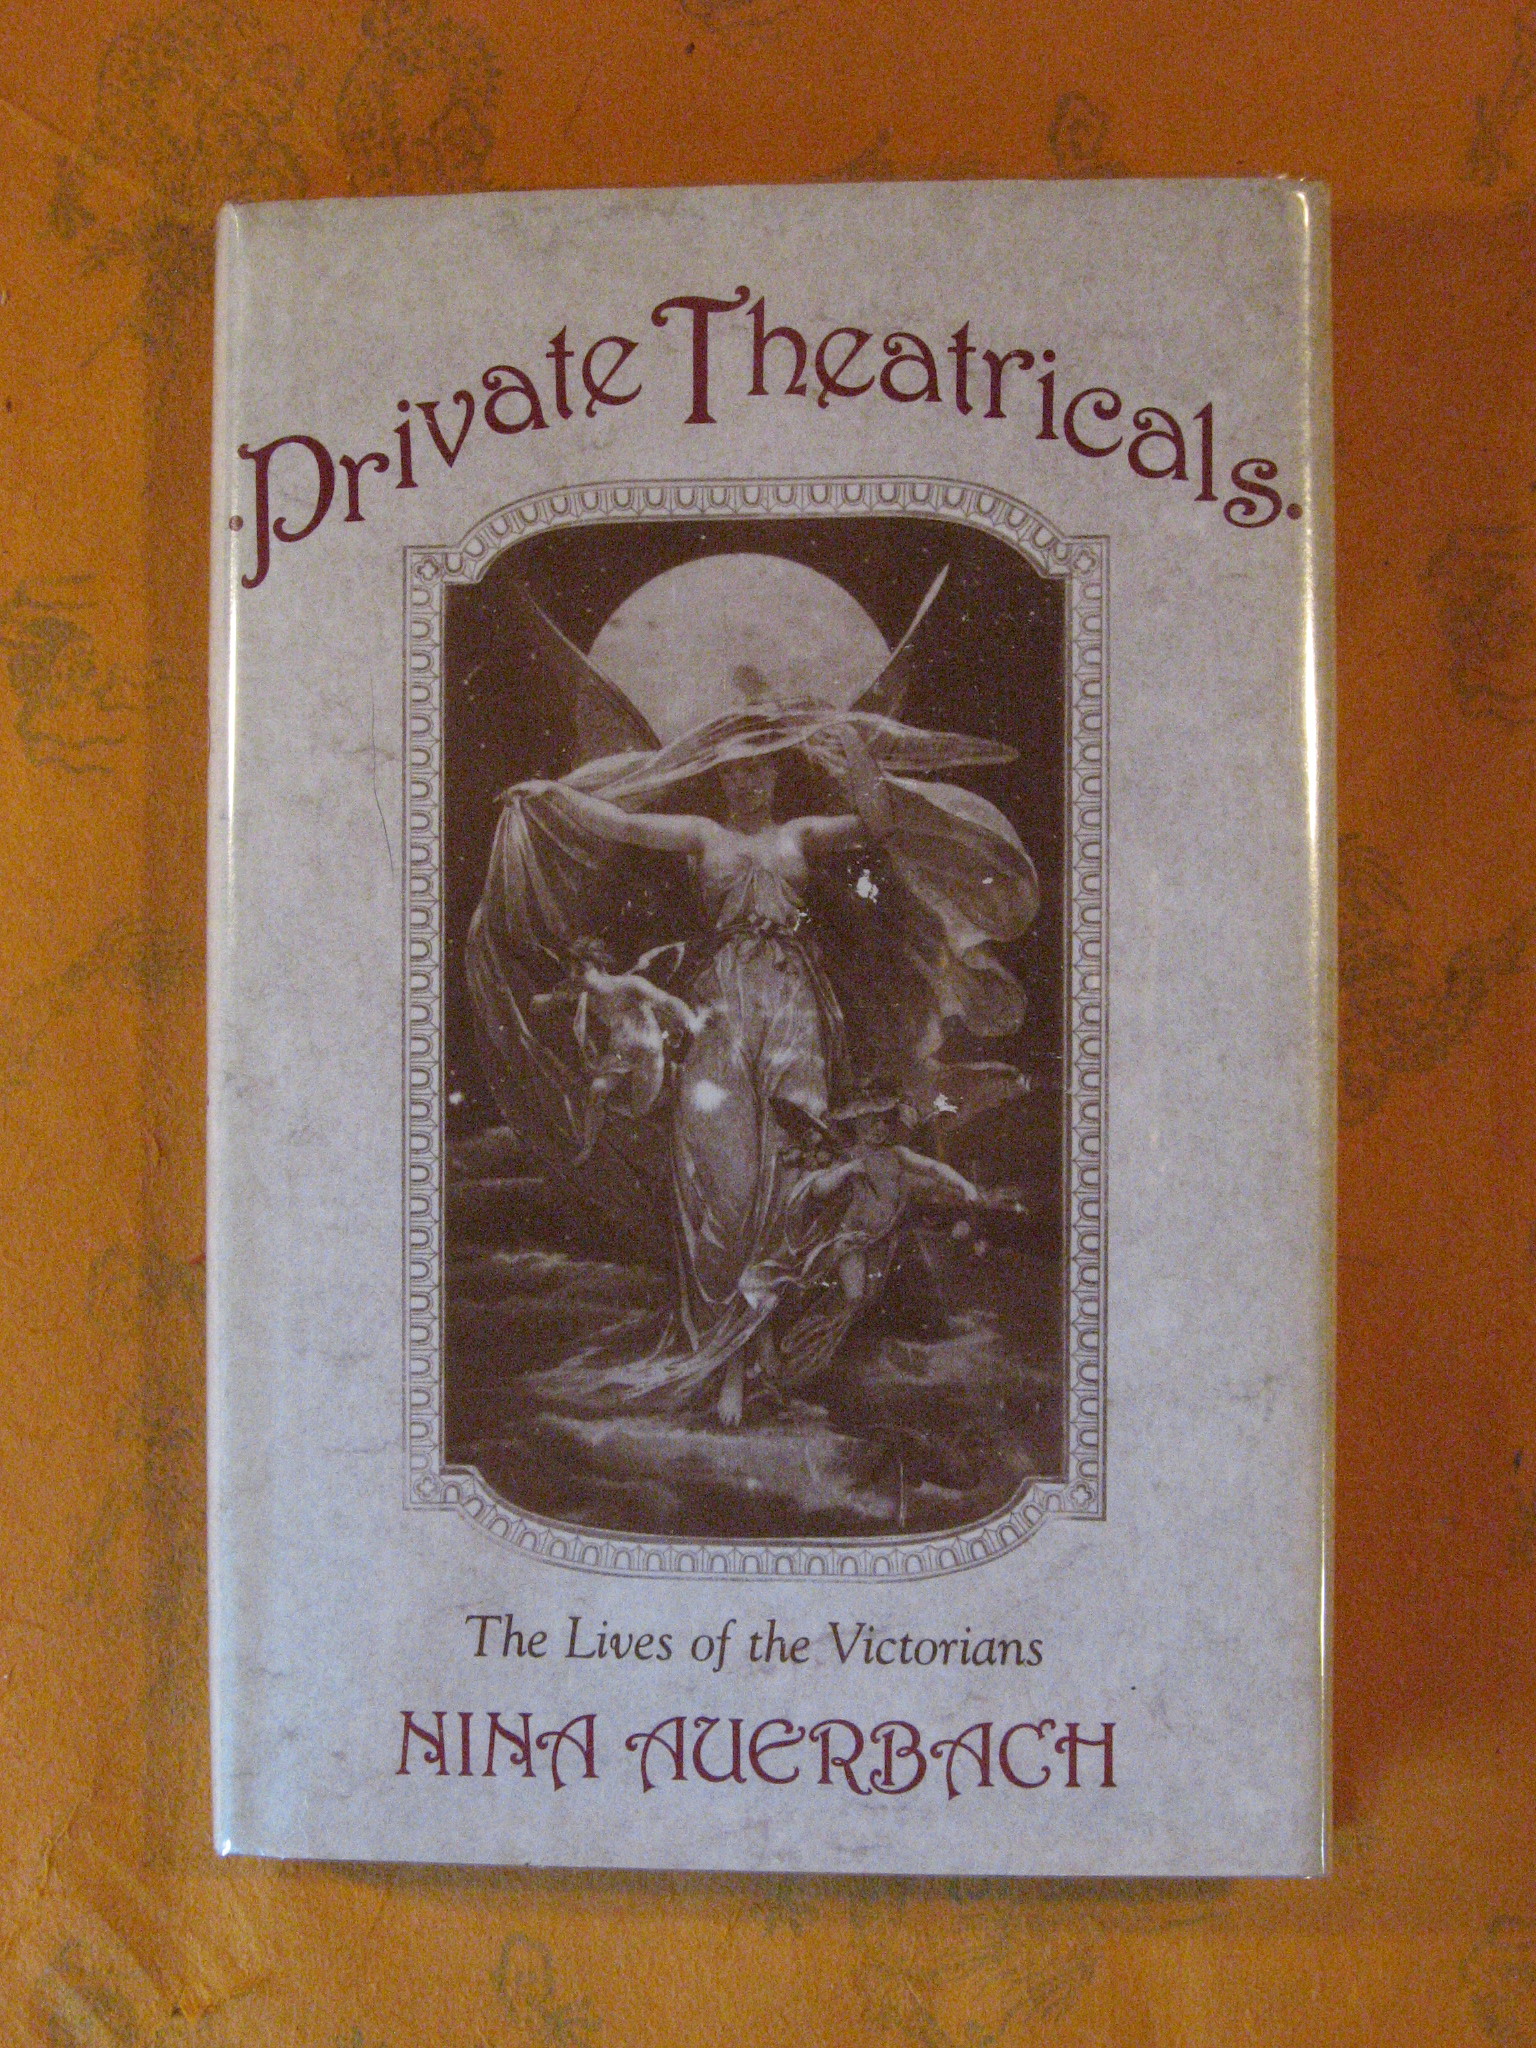 ·Private Theatricals·
The Lives of the Victorians
NINA AUERBACH